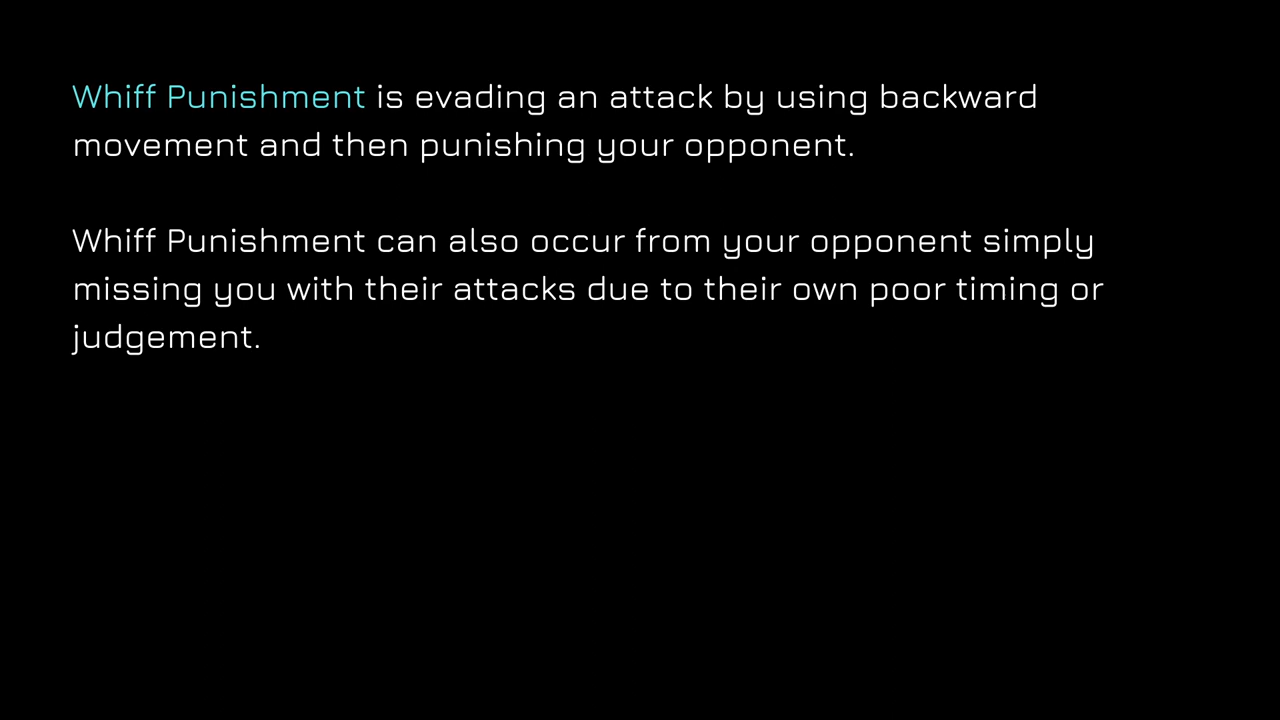 Whiff Punishment is evading an attack by using backward
movement and then punishing your opponent.
Whiff Punishment can also occur from your opponent simply
missing you with their attacks due to their own poor timing or
judgement.